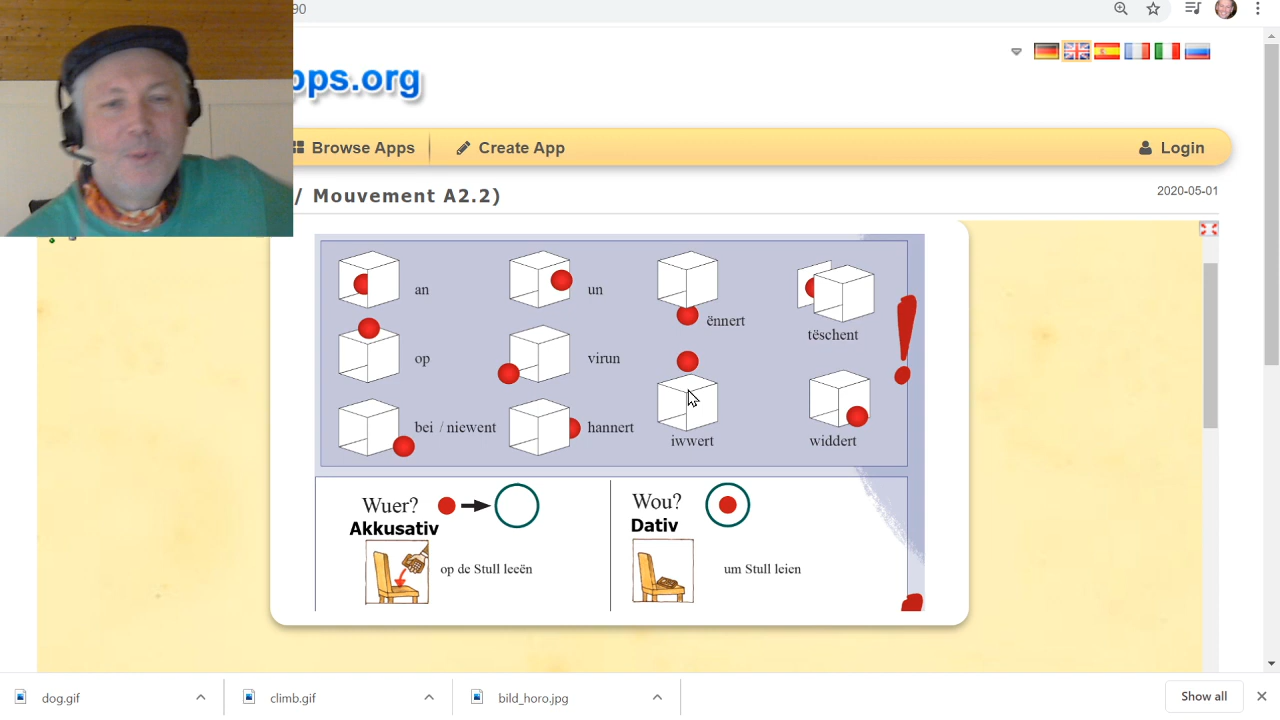 90
pps.org
Browse Apps
Create App
Login
/ Mouvement A2.2)
2020-05-01
an
un
ënnert
tëschent
op
virun
iwwert
widdert
bei / niewent
hannert
Wuer?
Akkusativ
op de Stull leeën
Wou?
Dativ
um Stull leien
dog.gif
climb.gif
bild_horo.jpg
Show all